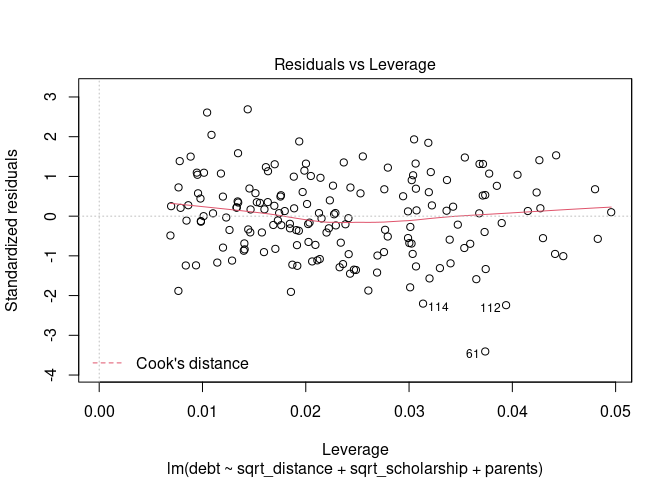 Residuals vs Leverage
Standardized residuals
3
2
1
0
-1
-2
-3
-4
114
112
61
Cook's distance
0.00 0.01 0.02 0.03 0.04 0.05
Leverage
lm(debt ~ sqrt_distance + sqrt_scholarship + parents)